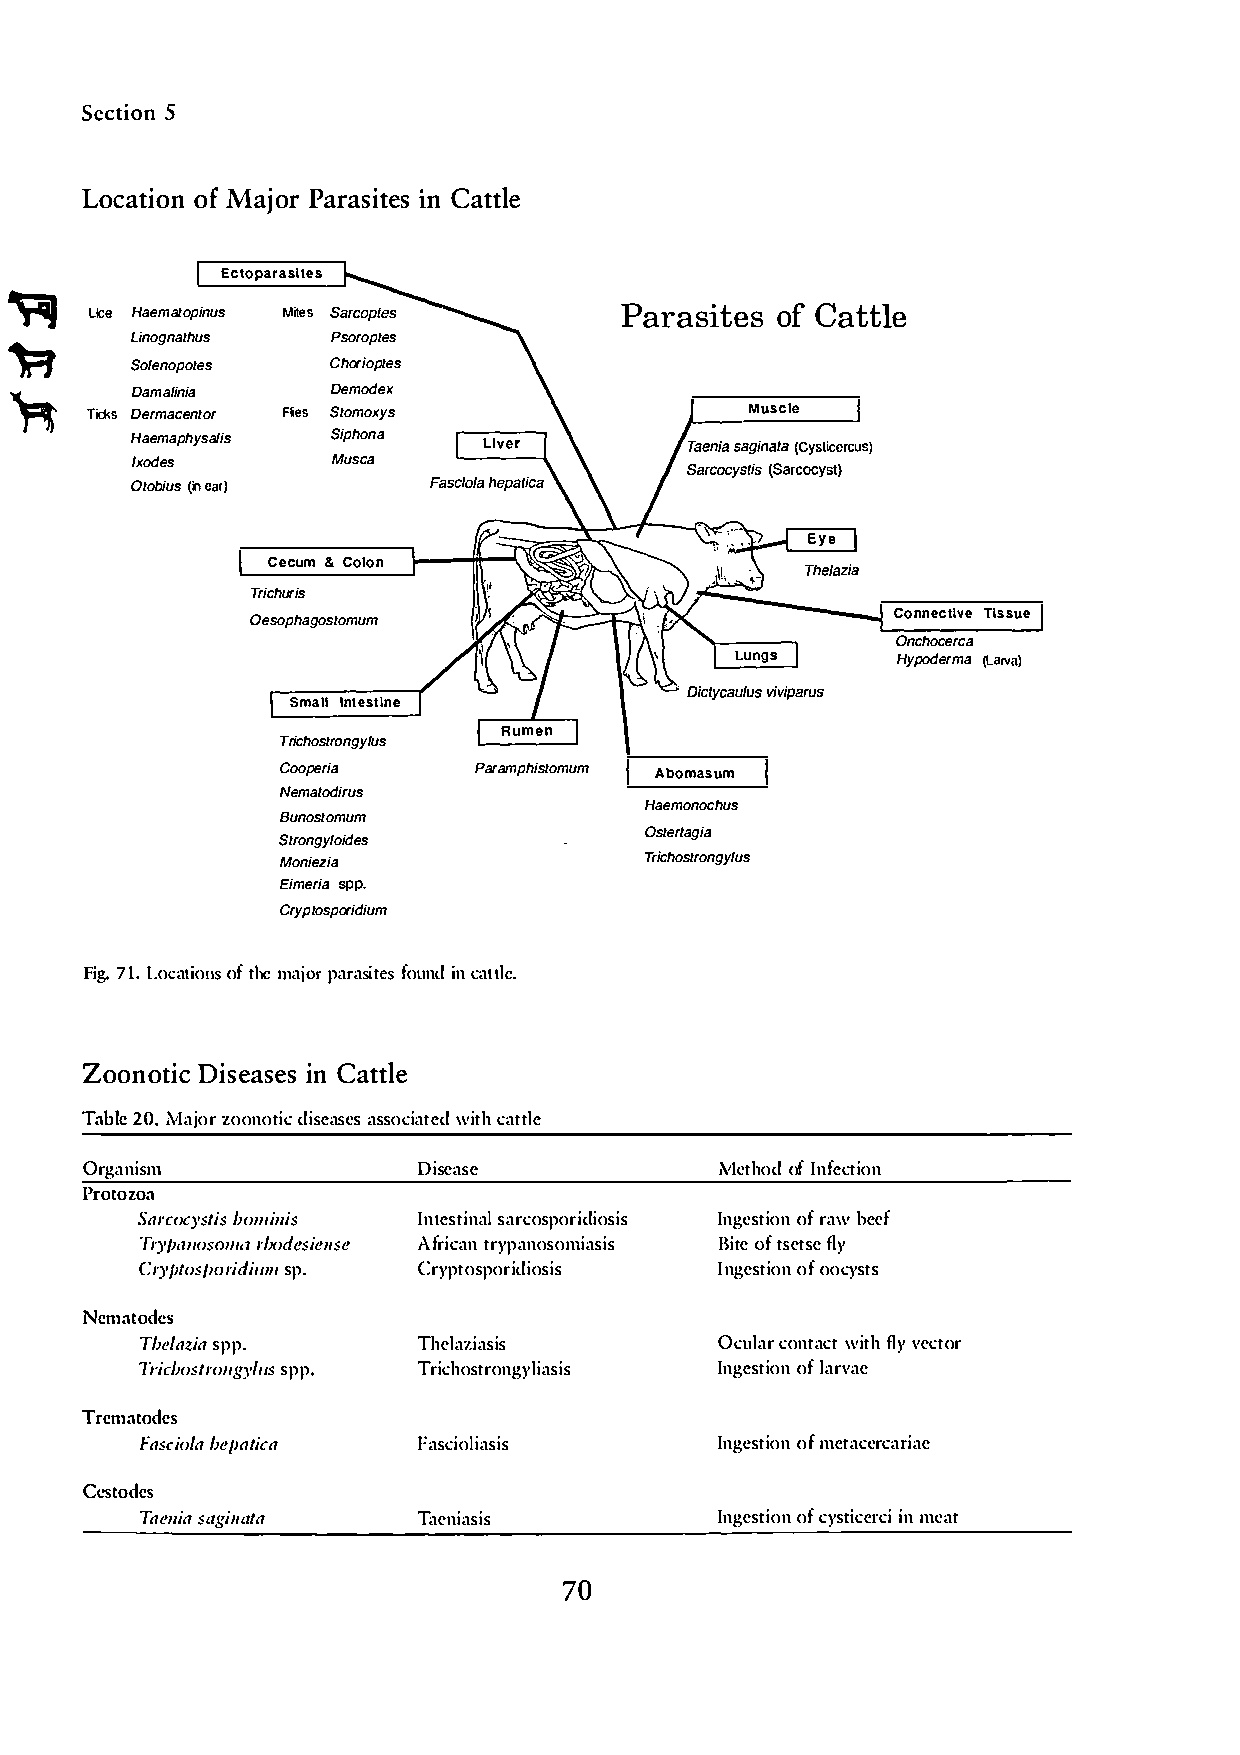 Section 5
Location of Major Parasites in Cattle
Ectoparasites
Parasites of Cattle
Lice Haematopinus
Linognathus
Solenopotes
Damalinia
Ticks Dermacentor
Haemaphysalis
Ixodes
Otobius (in ear)
Mites Sarcoptes
Psoroptes
Chorioptes
Demodex
Flies Stomoxys
Siphona
Musca
Liver
Fasciola hepatica
Muscle
Taenia saginata (Cysticercus)
Sarcocystis (Sarcocyst)
Eye
Thelazia
Cecum & Colon
Trichuris
Oesophagostomum
Connective Tissue
Onchocerca
Hypoderma (Larva)
Lungs
Dictycaulus viviparus
Small Intestine
Trichostrongylus
Cooperia
Nematodirus
Bunostomum
Strongyloides
Moniezia
Eimeria spp.
Cryptosporidium
Rumen
Paramphistomum
Abomasum
Haemonochus
Ostertagia
Trichostrongylus
Fig. 71. Locations of the major parasites found in cattle.
Zoonotic Diseases in Cattle
Table 20. Major zoonotic diseases associated with cattle
Organism Disease Method of Infection
Protozoa
Sarcocystis hominis Intestinal sarcosporidiosis Ingestion of raw beef
Trypanosoma rhodesiense African trypanosomiasis Bite of tsetse fly
Cryptosporidium sp. Cryptosporidiosis Ingestion of oocysts
Nematodes
Thelazia spp. Thelaziasis Ocular contact with fly vector
Trichostrongylus spp. Trichostrongyliasis Ingestion of larvae
Trematodes
Fasciola hepatica Fascioliasis Ingestion of metacercariae
Cestodes
Taenia saginata Taeniasis Ingestion of cysticerci in meat
70